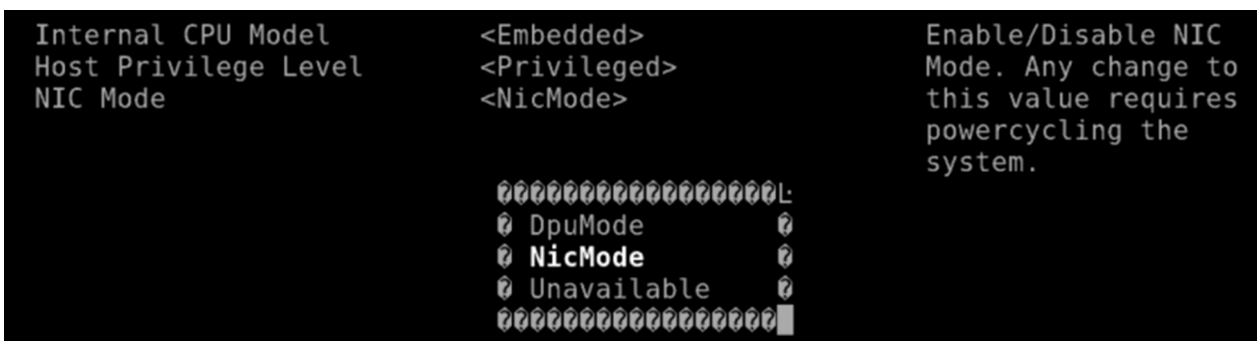 Internal CPU Model <Embedded> Enable/Disable NIC
Host Privilege Level <Privileged> Mode. Any change to
NIC Mode <NicMode> this value requires
powercycling the
system.
������������������Ŀ
� DpuMode �
� NicMode �
� Unavailable �
������������������